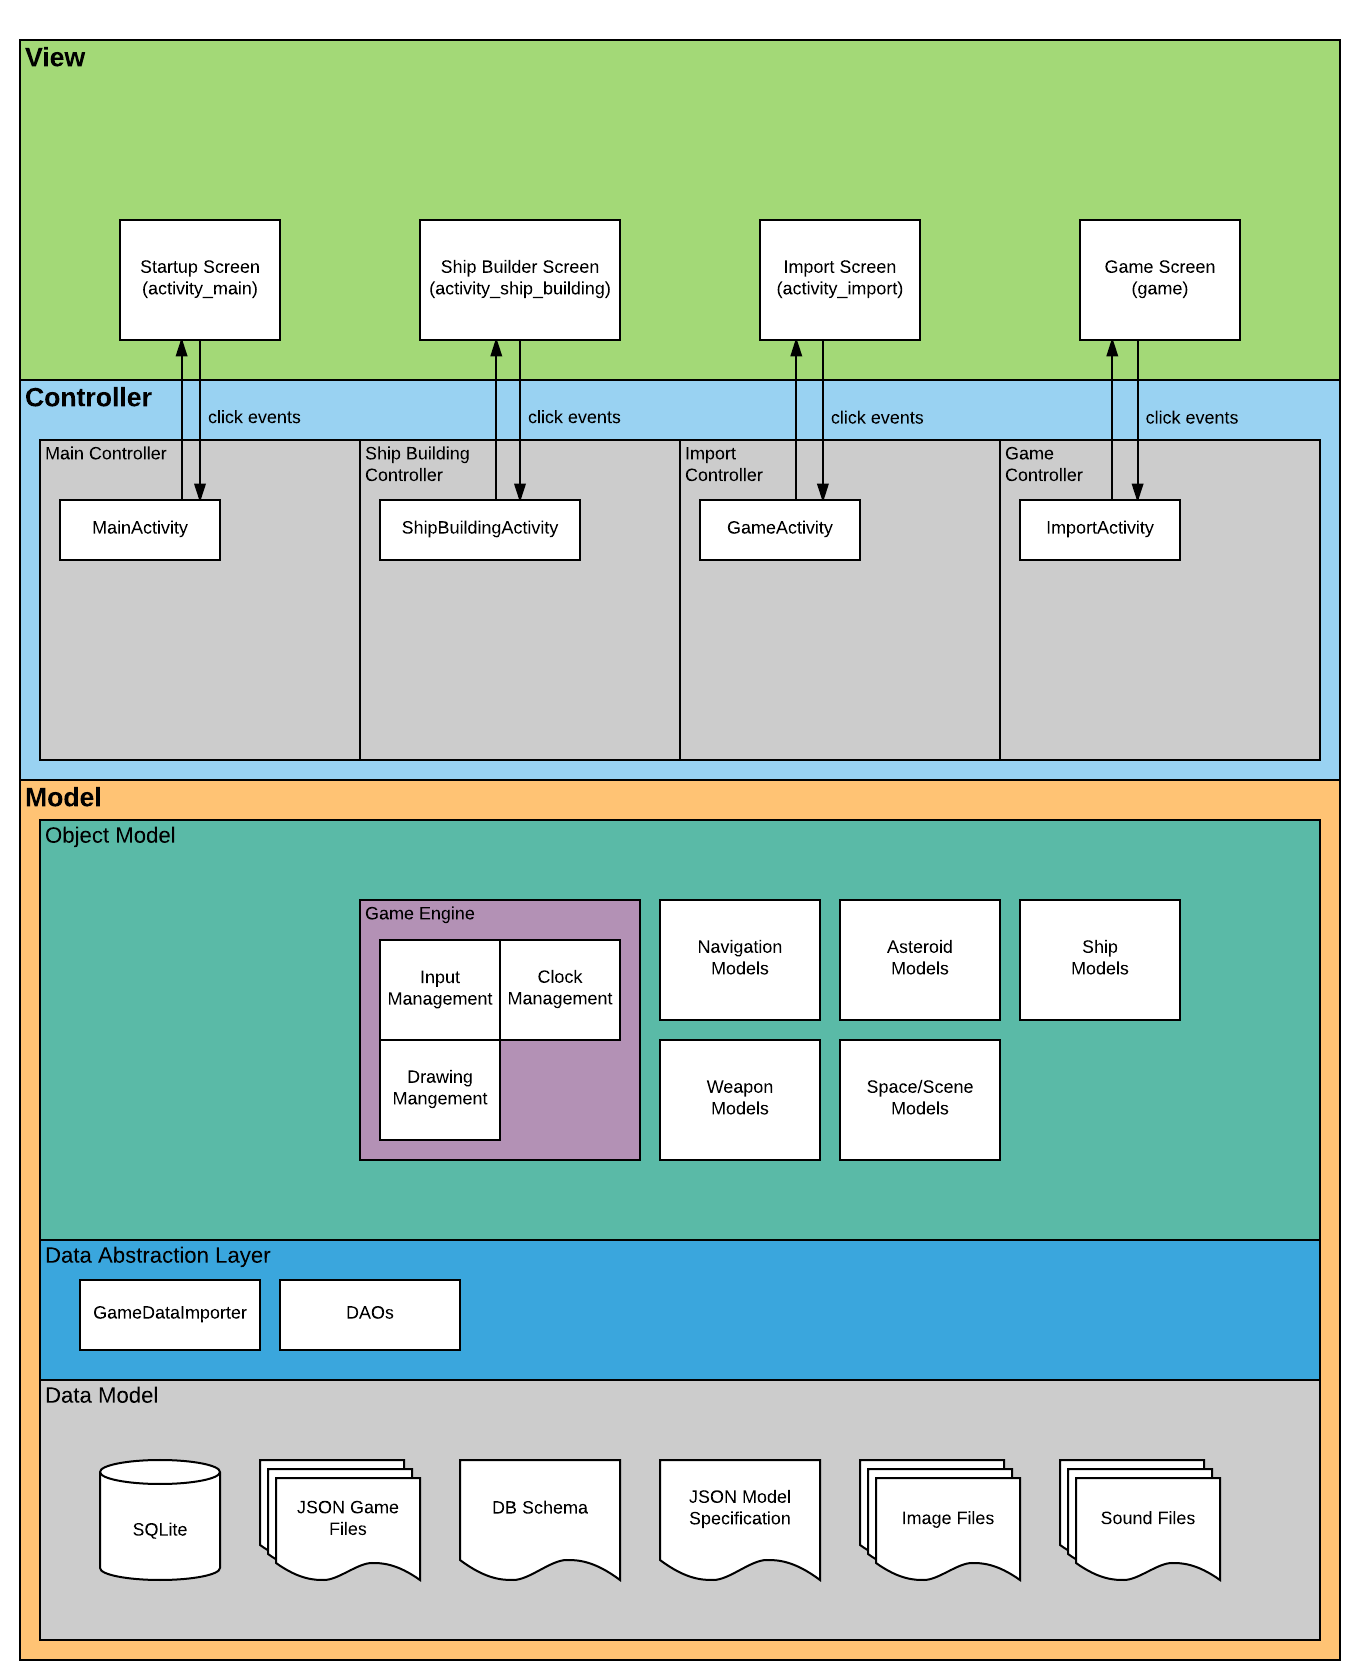 View
Startup Screen
(activity_main)
Ship Builder Screen
(activity_ship_building)
Import Screen
(activity_import)
Game Screen
(game)
Controller
click events
click events
click events
click events
Main Controller
Ship Building
Controller
Import
Controller
Game
Controller
MainActivity
ShipBuildingActivity
GameActivity
ImportActivity
Model
Object Model
Game Engine
Input
Management
Clock
Management
Drawing
Mangement
Navigation
Models
Asteroid
Models
Ship
Models
Weapon
Models
Space/Scene
Models
Data Abstraction Layer
GameDataImporter
DAOs
Data Model
SQLite
JSON Game
Files
DB Schema
JSON Model
Specification
Image Files
Sound Files